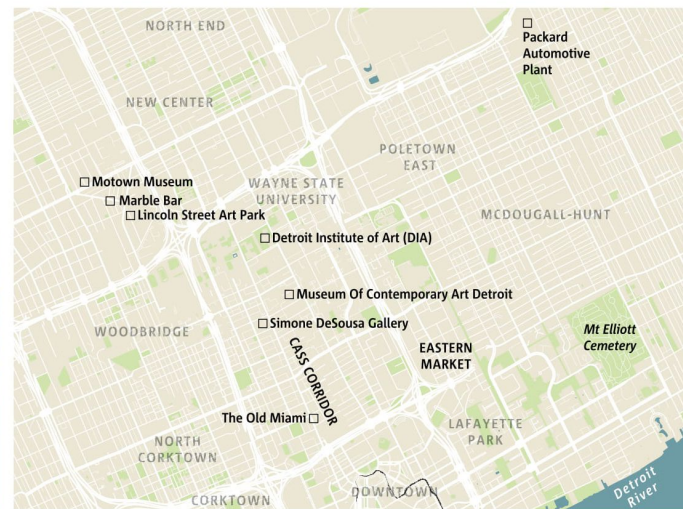 NORTH END
Packard
Automotive
Plant
NEW CENTER
POLETOWN
EAST
Motown Museum
WAYNE STATE
UNIVERSITY
Marble Bar
Lincoln Street Art Park
MCDOUGALL-HUNT
Detroit Institute of Art (DIA)
Museum Of Contemporary Art Detroit
Simone DeSousa Gallery
WOODBRIDGE
Mt Elliott
Cemetery
CASS CORRIDOR
EASTERN
MARKET
The Old Miami
LAFAYETTE
PARK
NORTH
CORKTOWN
CORKTOWN
DOWNTOWN
Detroit
River